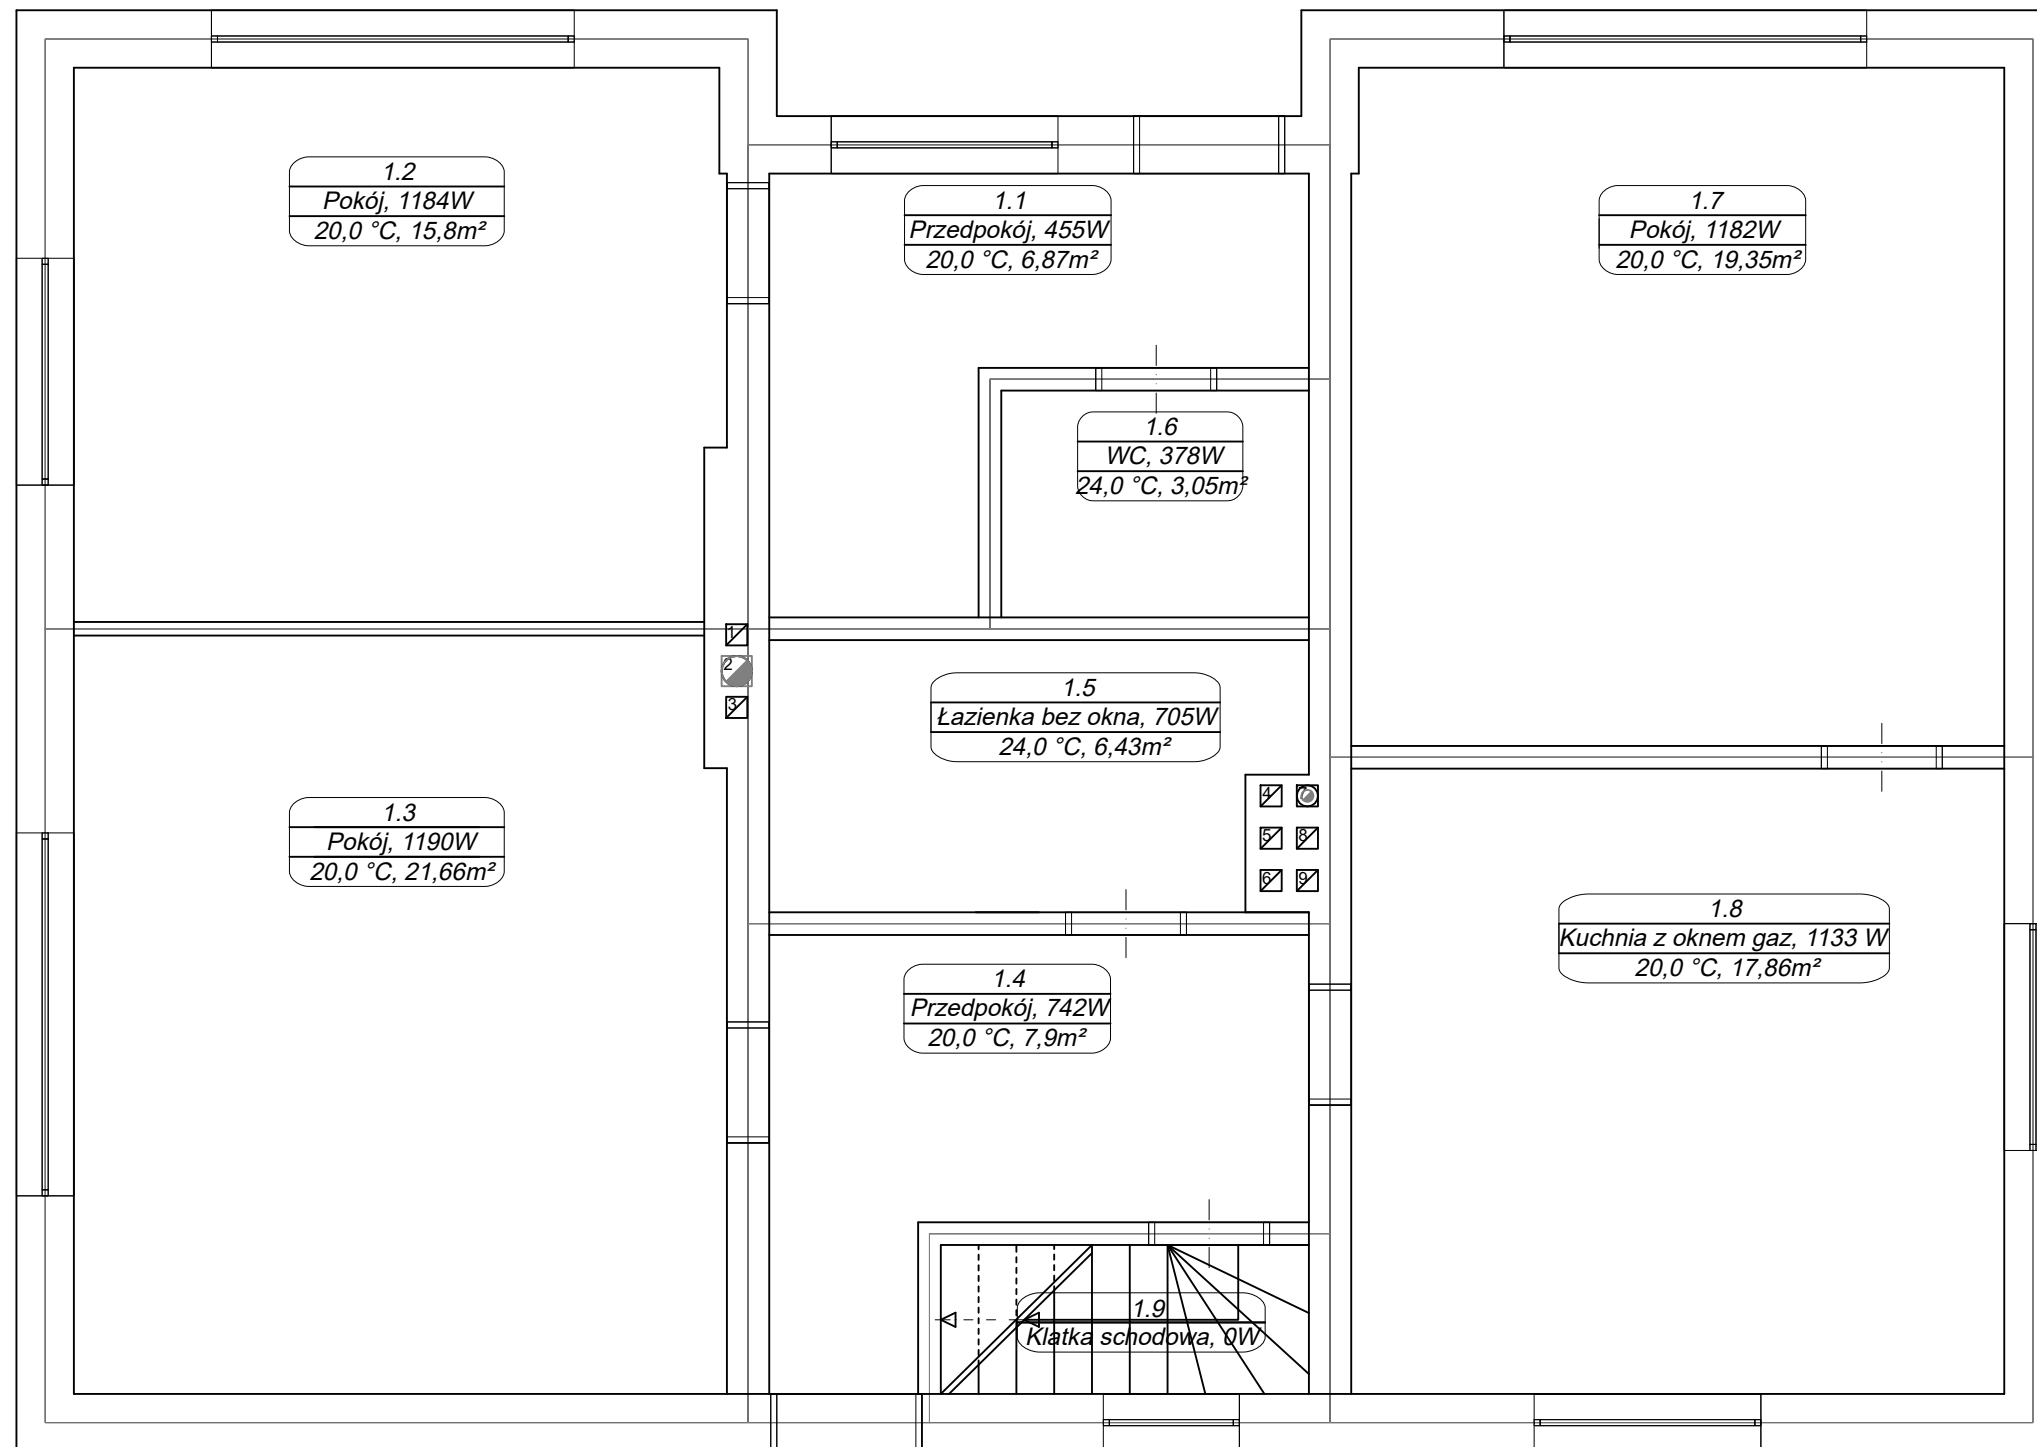 1.2
Pokój, 1184W
20,0 °C, 15,8m²
1.1
Przedpokój, 455W
20,0 °C, 6,87m²
1.7
Pokój, 1182W
20,0 °C, 19,35m²
1.6
WC, 378W
24,0 °C, 3,05m²
1
2
3
1.5
Łazienka bez okna, 705W
24,0 °C, 6,43m²
1.3
Pokój, 1190W
20,0 °C, 21,66m²
4
5 8
6 9
1.8
Kuchnia z oknem gaz, 1133 W
20,0 °C, 17,86m²
1.4
Przedpokój, 742W
20,0 °C, 7,9m²
1.9
Klatka schodowa, 0W